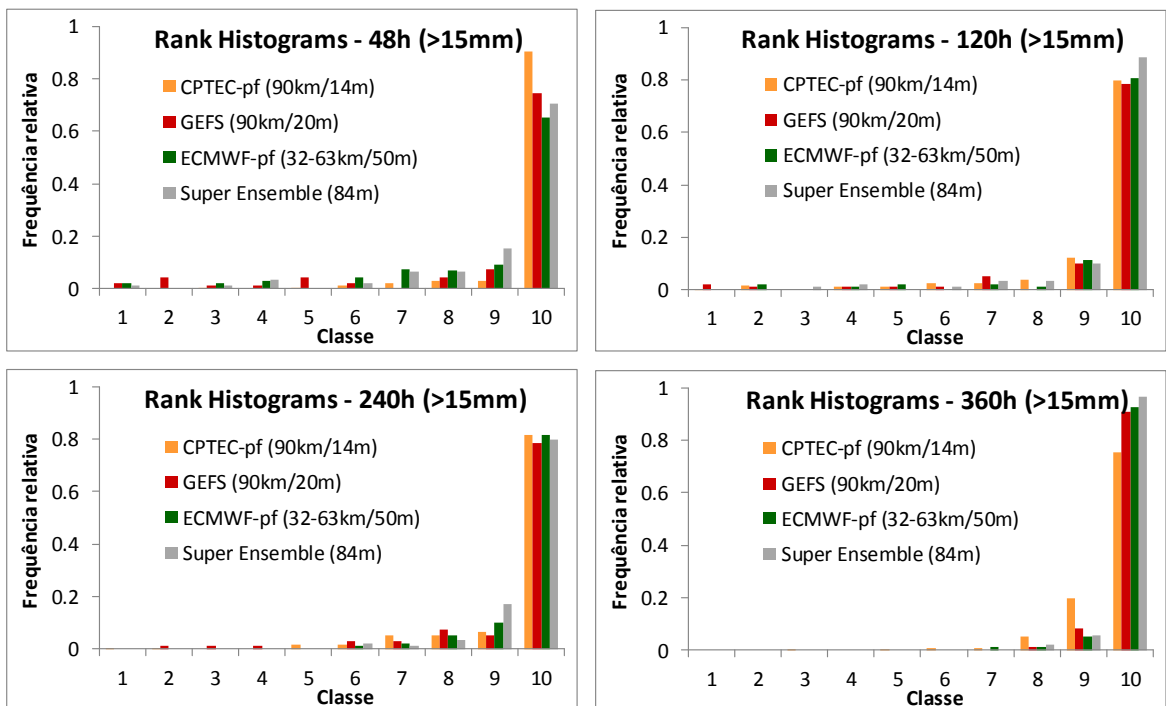 Rank Histograms - 48h (>15mm)
Frequência relativa
1
0.8
0.6
0.4
0.2
0
CPTEC-pf (90km/14m)
GEFS (90km/20m)
ECMWF-pf (32-63km/50m)
Super Ensemble (84m)
1 2 3 4 5 6 7 8 9 10
Classe
Rank Histograms - 120h (>15mm)
Frequência relativa
1
0.8
0.6
0.4
0.2
0
CPTEC-pf (90km/14m)
GEFS (90km/20m)
ECMWF-pf (32-63km/50m)
Super Ensemble (84m)
1 2 3 4 5 6 7 8 9 10
Classe
Rank Histograms - 240h (>15mm)
Frequência relativa
1
0.8
0.6
0.4
0.2
0
CPTEC-pf (90km/14m)
GEFS (90km/20m)
ECMWF-pf (32-63km/50m)
Super Ensemble (84m)
1 2 3 4 5 6 7 8 9 10
Classe
Rank Histograms - 360h (>15mm)
Frequência relativa
1
0.8
0.6
0.4
0.2
0
CPTEC-pf (90km/14m)
GEFS (90km/20m)
ECMWF-pf (32-63km/50m)
Super Ensemble (84m)
1 2 3 4 5 6 7 8 9 10
Classe